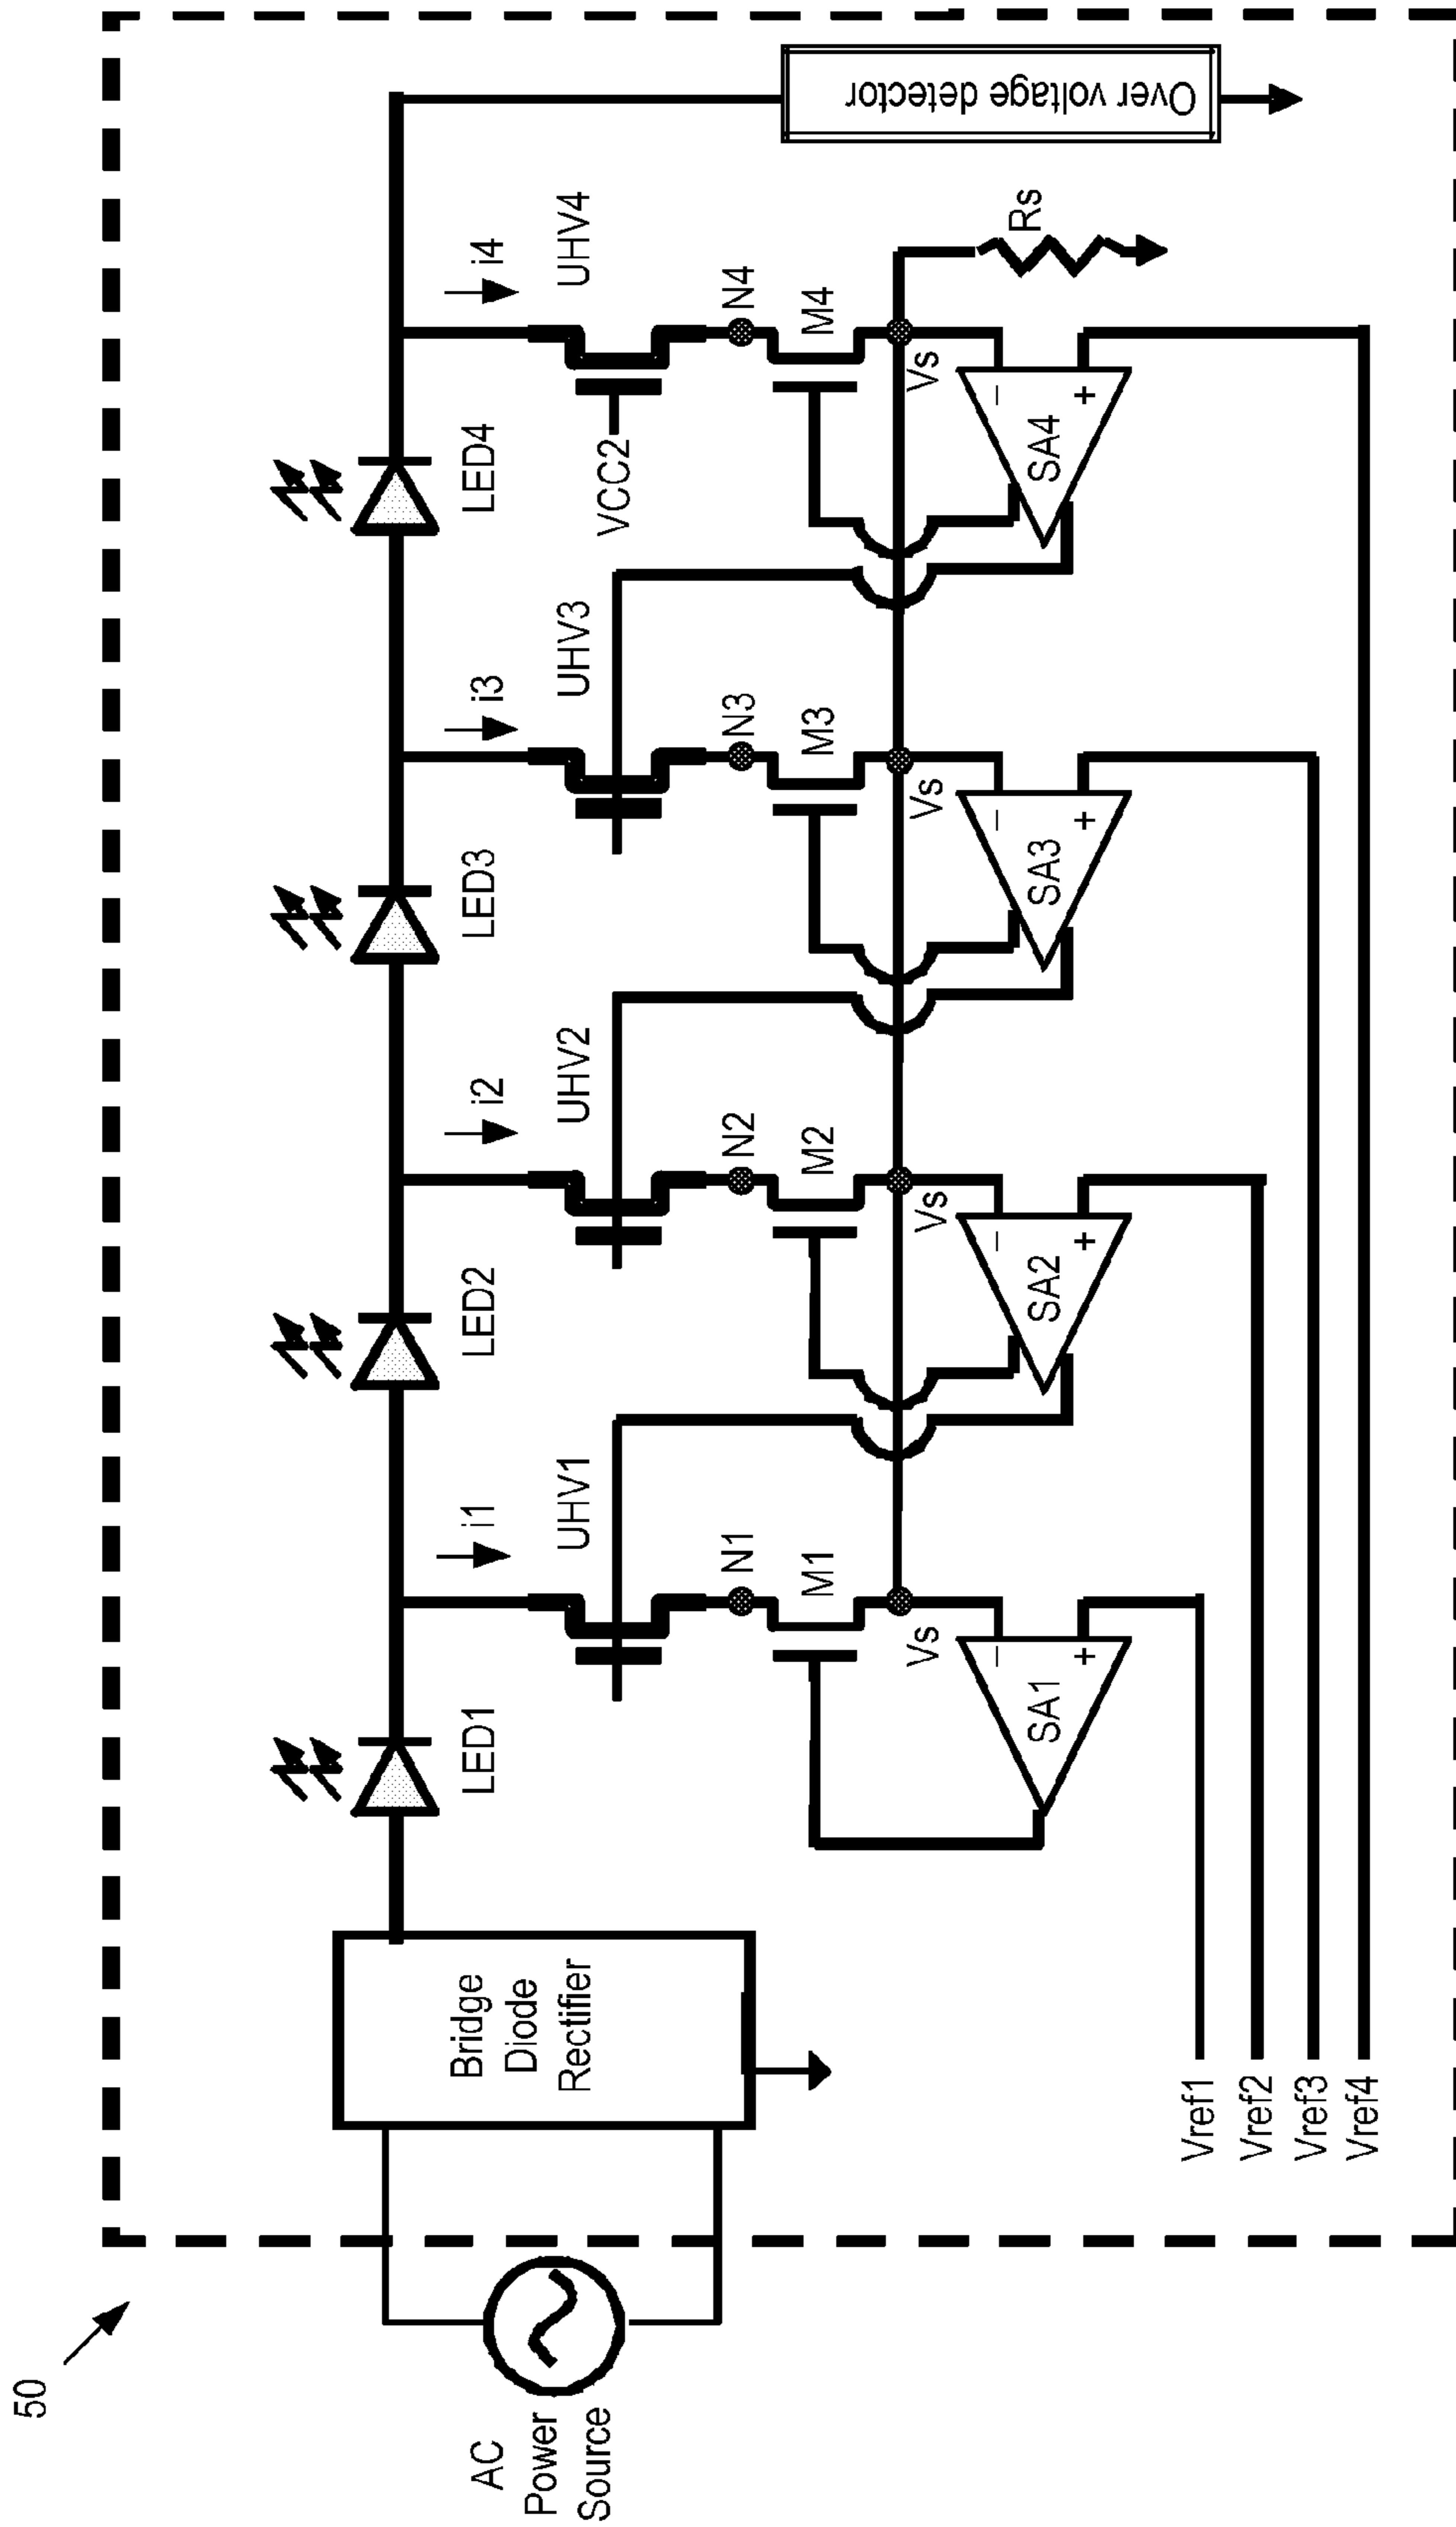 50
AC
Power
Source
Bridge
Diode
Rectifier
LED1
LED2
LED3
LED4
i1
i2
i3
i4
UHV1
UHV2
UHV3
UHV4
VCC2
N1
N2
N3
N4
M1
M2
M3
M4
Vs
Vs
Vs
Vs
Rs
− + SA1
− + SA2
− + SA3
− + SA4
Over voltage detector
Vref1
Vref2
Vref3
Vref4